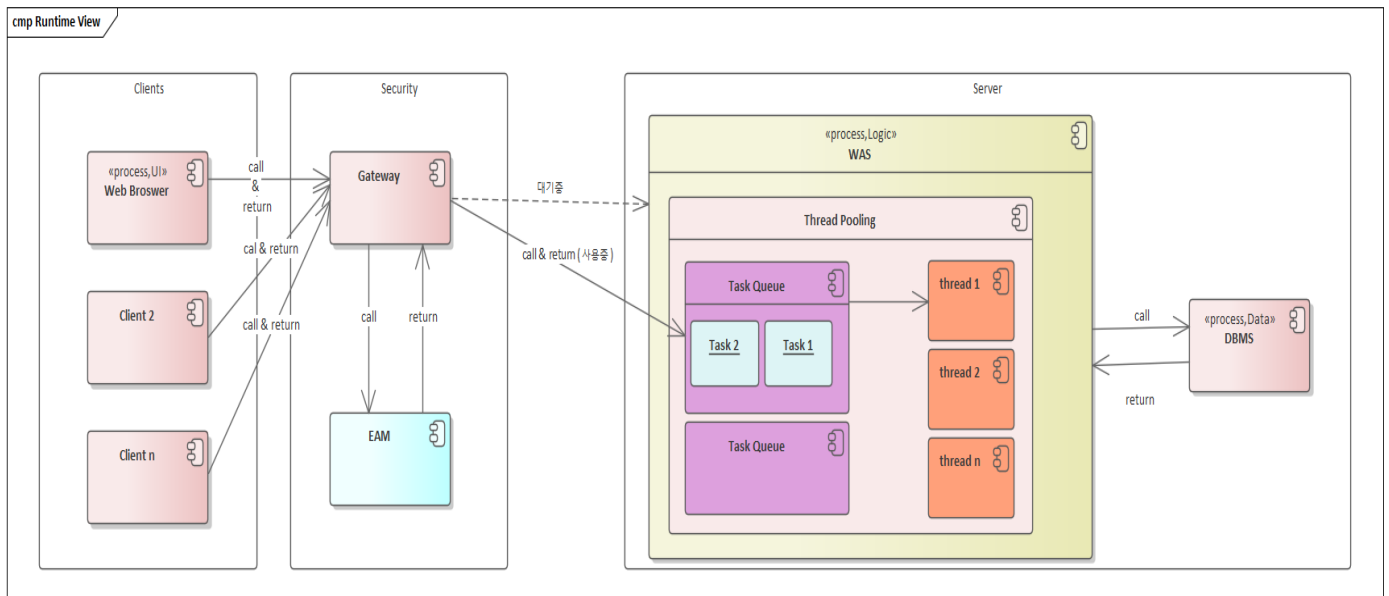 cmp Runtime View
Clients
Security
Server
«process,UI»
Web Broswer
Client 2
Client n
call
&
return
cal & return
call & return
Gateway
call
return
EAM
대기중
call & return ( 사용중 )
«process,Logic»
WAS
Thread Pooling
Task Queue
Task 2
Task 1
Task Queue
thread 1
thread 2
thread n
call
return
«process,Data»
DBMS